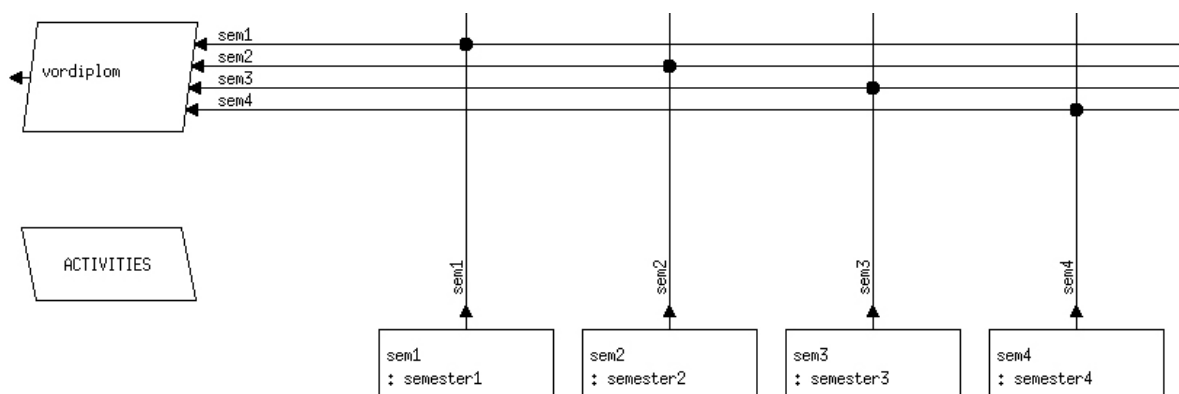 sem1
sem2
vordiplom
sem3
sem4
ACTIVITIES
sem1
sem2
sem3
sem4
sem1
: semester1
sem2
: semester2
sem3
: semester3
sem4
: semester4